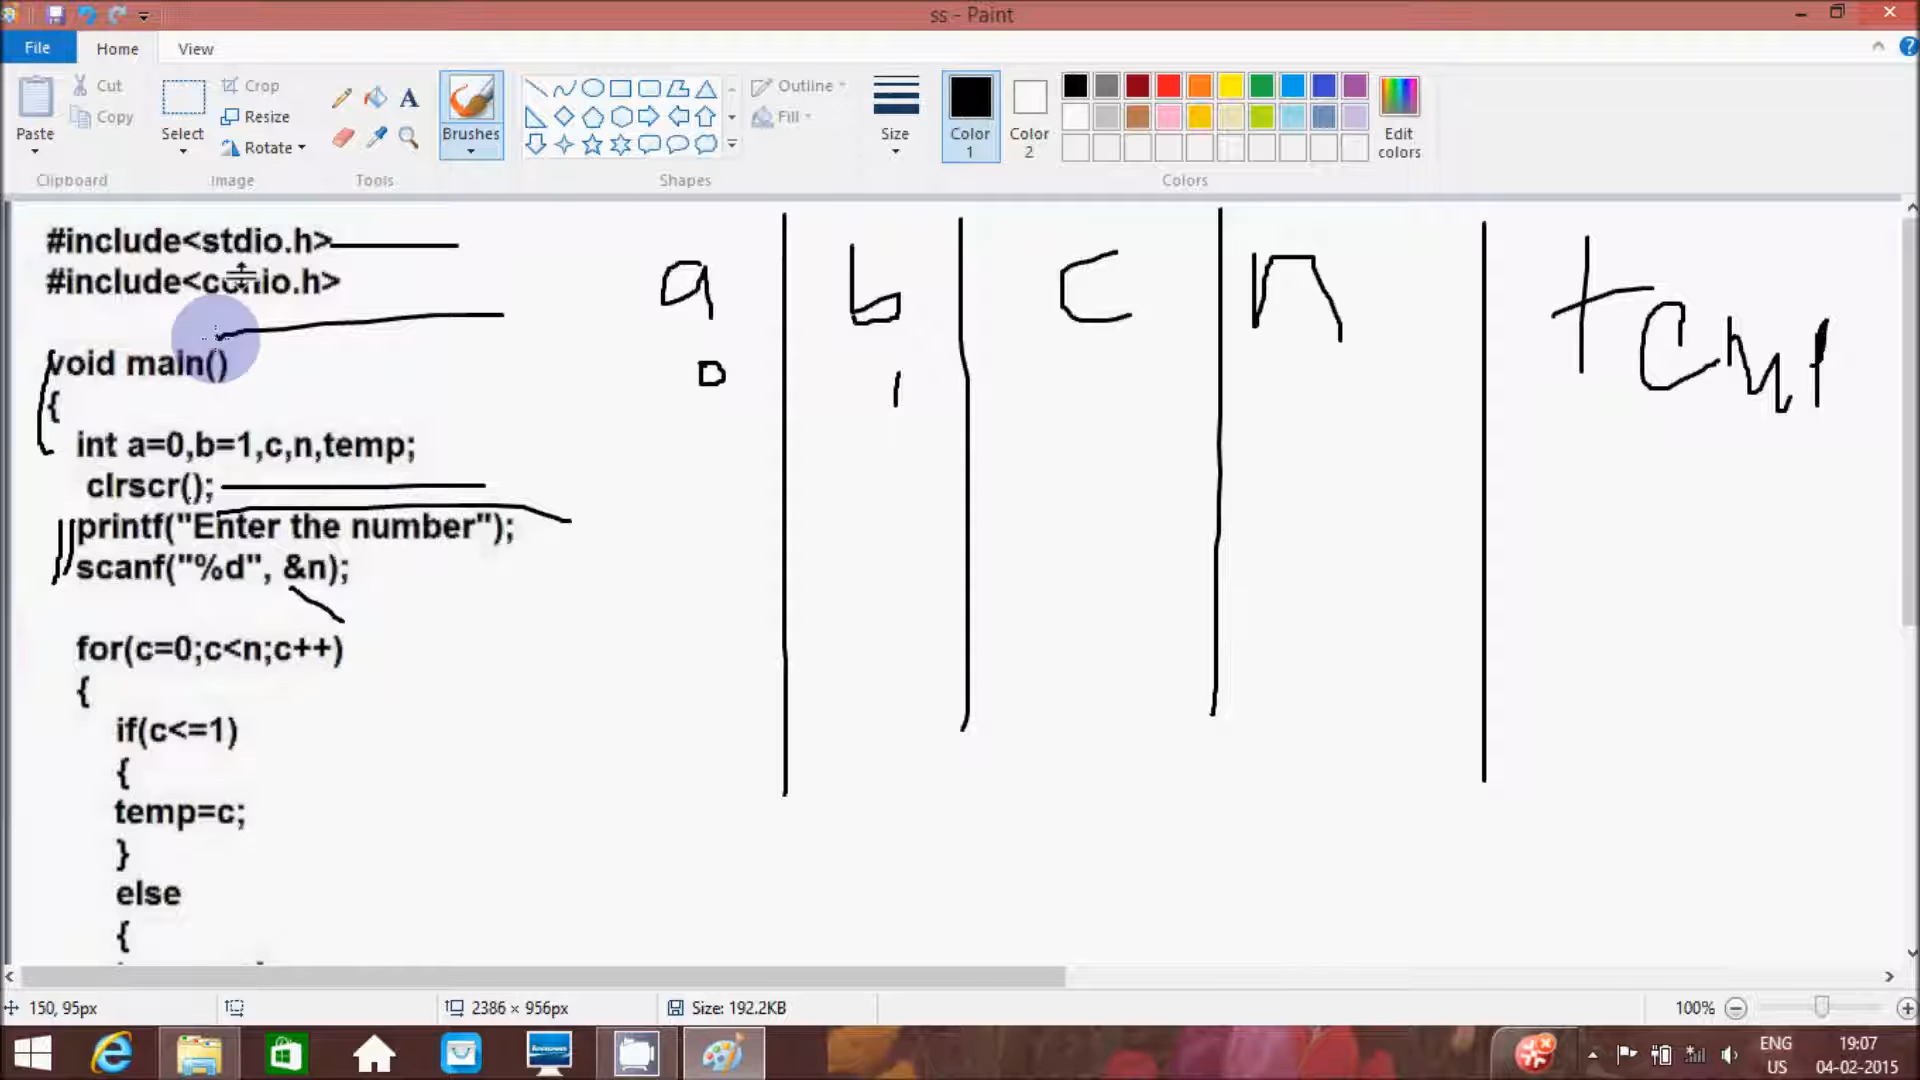 ss - Paint
File Home View
Cut
Copy
Paste
Clipboard
Select
Crop
Resize
Rotate
Image
Tools
Brushes
Outline
Fill
Shapes
Size
Color 1
Color 2
Edit colors
Colors
#include<stdio.h>
#include<conio.h>
void main()
{
int a=0,b=1,c,n,temp;
clrscr();
printf("Enter the number");
scanf("%d", &n);
for(c=0;c<n;c++)
{
if(c<=1)
{
temp=c;
}
else
{
a b c n temp
0 1
150, 95px
2386 × 956px
Size: 192.2KB
100%
ENG
US
19:07
04-02-2015